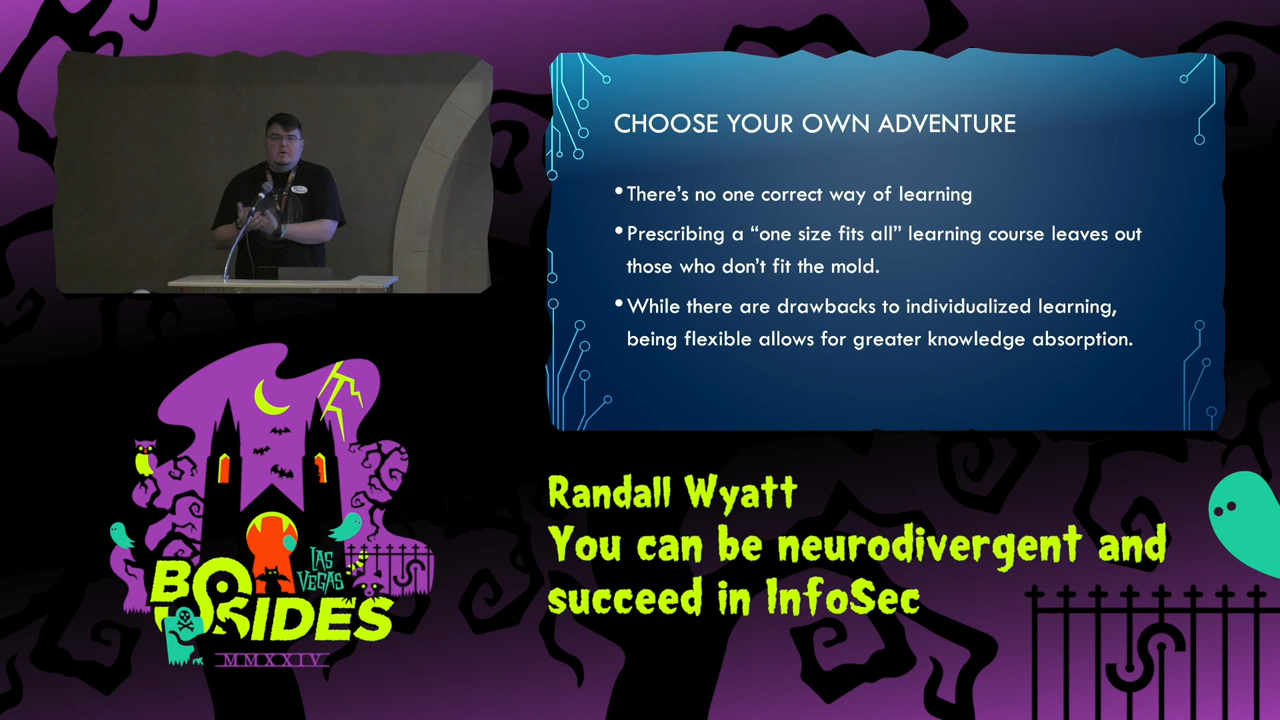 CHOOSE YOUR OWN ADVENTURE
•There's no one correct way of learning
•Prescribing a “one size fits all” learning course leaves out
those who don't fit the mold.
•While there are drawbacks to individualized learning,
being flexible allows for greater knowledge absorption.
Randall Wyatt
You can be neurodivergent and
succeed in InfoSec
LAS
VEGAS
BSIDES
MMXXIV